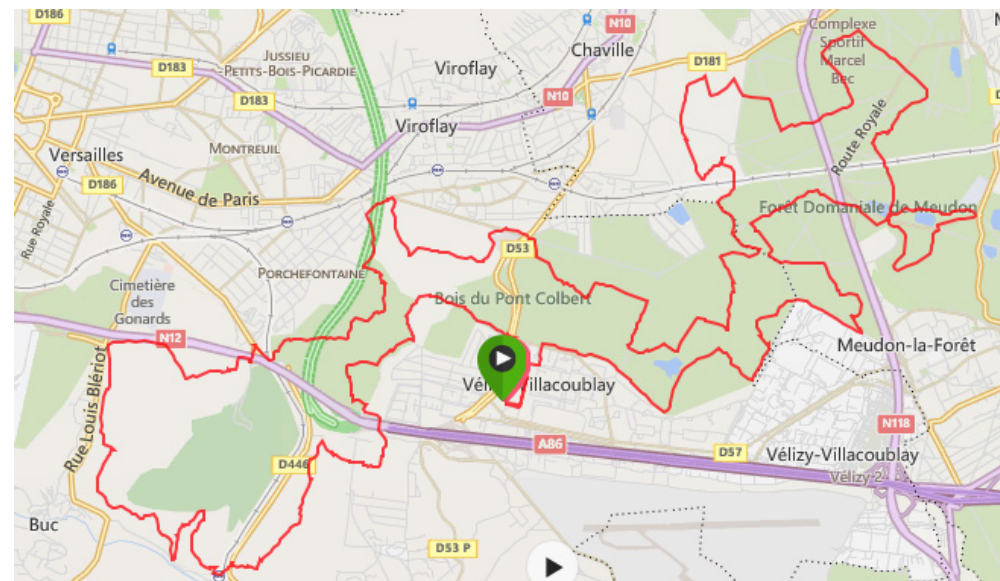 D186
N10
Complexe
Sportif
Marcel
Bec
Chaville
JUSSIEU
-PETITS-BOIS-PICARDIE
D183
Viroflay
D181
D183
N10
Viroflay
Route Royale
MONTREUIL
Versailles
D186
Avenue de Paris
Rue Royale
Forêt Domaniale de Meudon
D53
PORCHEFONTAINE
Cimetière
des
Gonards
Bois du Pont Colbert
N12
Meudon-la-Forêt
Rue Louis Blériot
Villacoublay
N118
A86
D57
Vélizy-Villacoublay
D446
Vélizy 2
Buc
D53 P